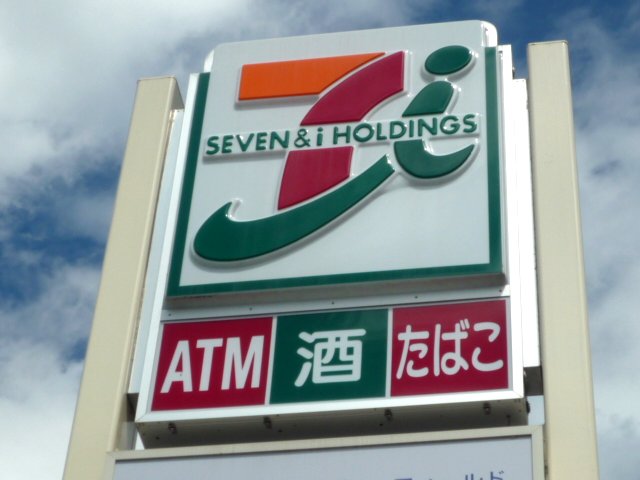 SEVEN & i HOLDINGS
ATM 酒 たばこ